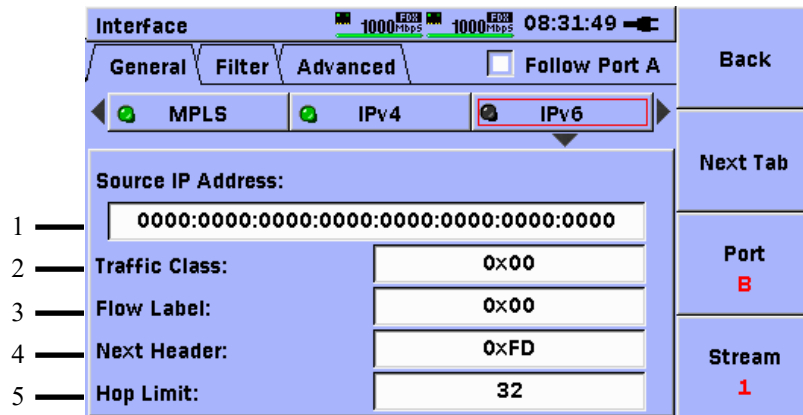 Interface 1000 FDX Mbps 1000 FDX Mbps 08:31:49
General Filter Advanced Follow Port A
MPLS IPv4 IPv6
Source IP Address:
1 0000:0000:0000:0000:0000:0000:0000:0000
2 Traffic Class: 0x00
3 Flow Label: 0x00
4 Next Header: 0xFD
5 Hop Limit: 32
Back
Next Tab
Port
B
Stream
1